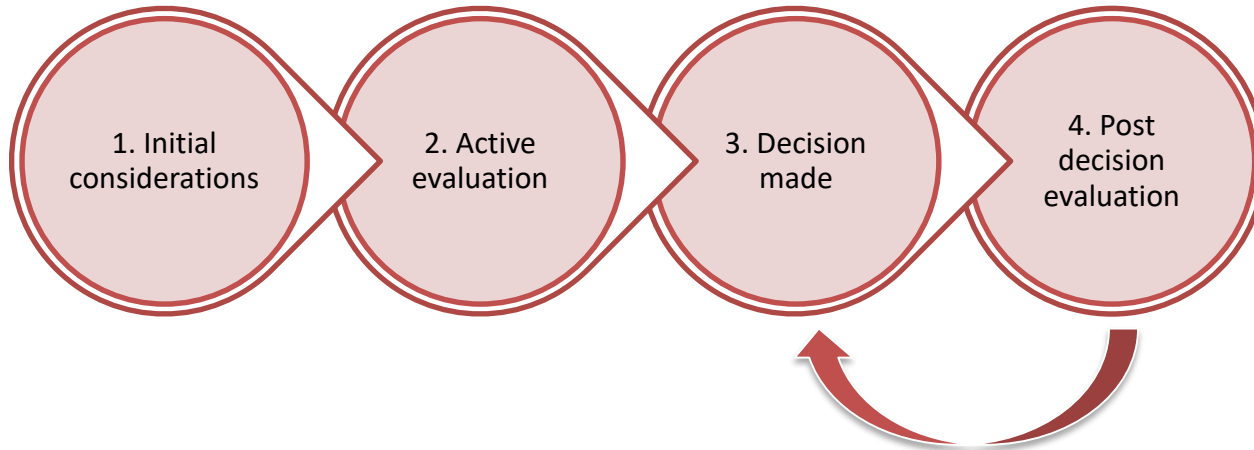 1. Initial
considerations
2. Active
evaluation
3. Decision
made
4. Post
decision
evaluation